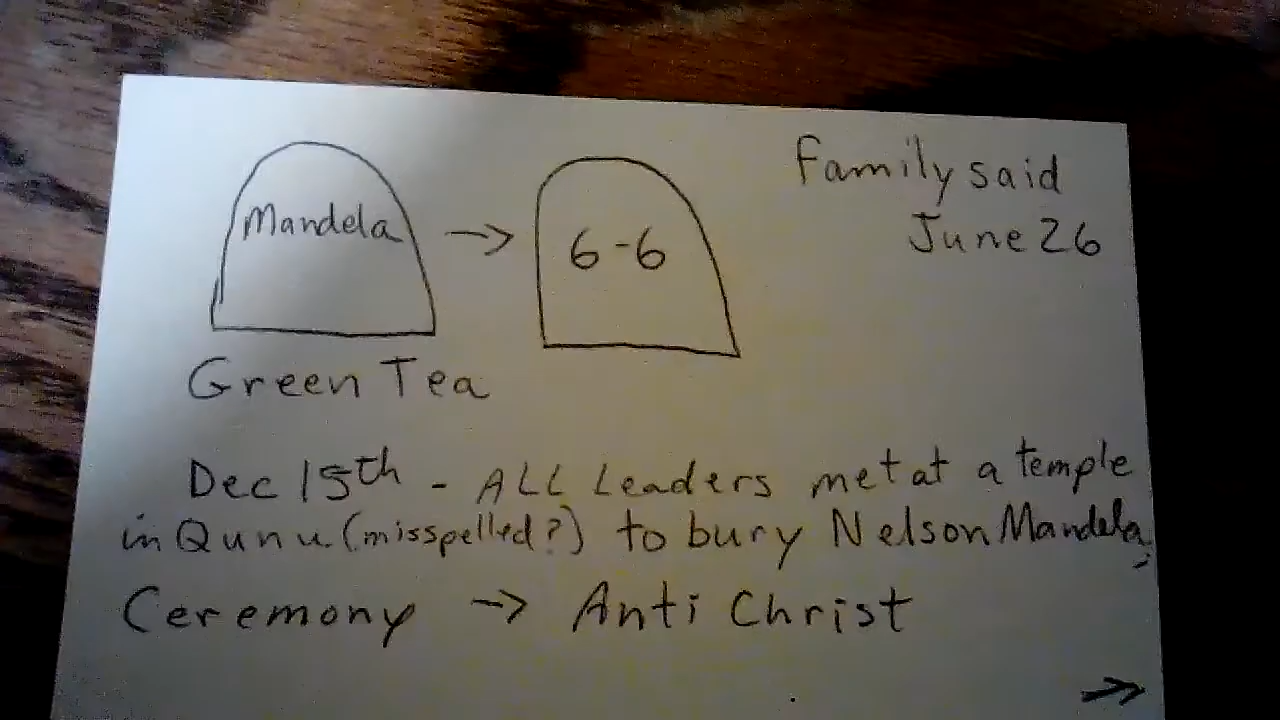 Family said
Mandela → 6-6
June 26
Green Tea
Dec 15th - ALL Leaders met at a temple
in Qunu (misspelled?) to bury Nelson Mandela,
Ceremony → Anti Christ
→